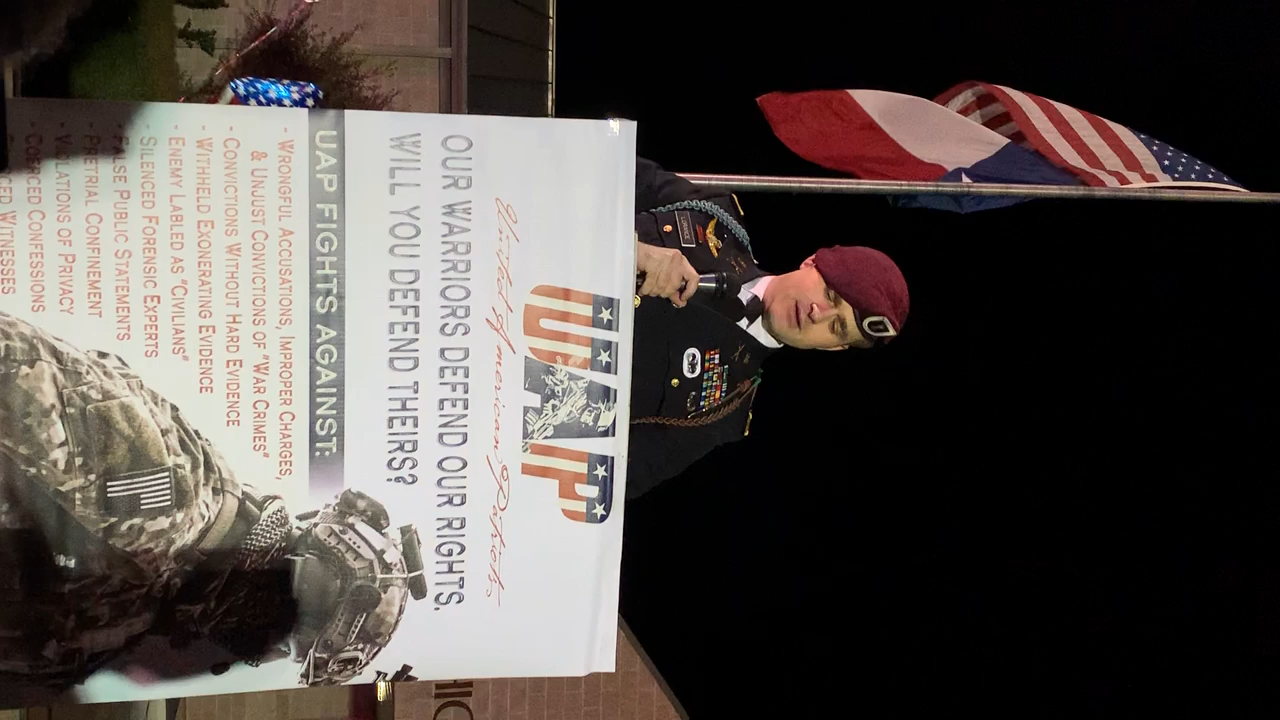 UAP
United American Patriots
OUR WARRIORS DEFEND OUR RIGHTS.
WILL YOU DEFEND THEIRS?
UAP FIGHTS AGAINST:
- WRONGFUL ACCUSATIONS, IMPROPER CHARGES,
& UNJUST CONVICTIONS OF "WAR CRIMES"
- CONVICTIONS WITHOUT HARD EVIDENCE
- WITHHELD EXONERATING EVIDENCE
- ENEMY LABLED AS "CIVILIANS"
- SILENCED FORENSIC EXPERTS
- FALSE PUBLIC STATEMENTS
- PRETRIAL CONFINEMENT
- VIOLATIONS OF PRIVACY
- COERCED CONFESSIONS
WITNESSES
LORANCE
HIC